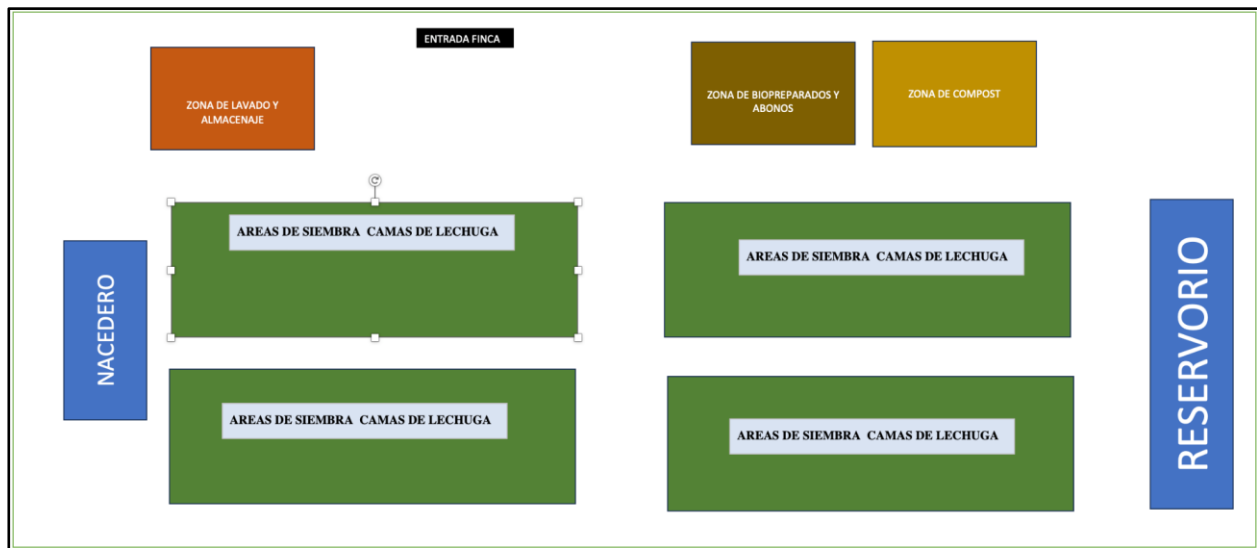 ENTRADA FINCA
ZONA DE LAVADO Y
ALMACENAJE
ZONA DE BIOPREPARADOS Y
ABONOS
ZONA DE COMPOST
AREAS DE SIEMBRA CAMAS DE LECHUGA
AREAS DE SIEMBRA CAMAS DE LECHUGA
NACEDERO
RESERVORIO
AREAS DE SIEMBRA CAMAS DE LECHUGA
AREAS DE SIEMBRA CAMAS DE LECHUGA